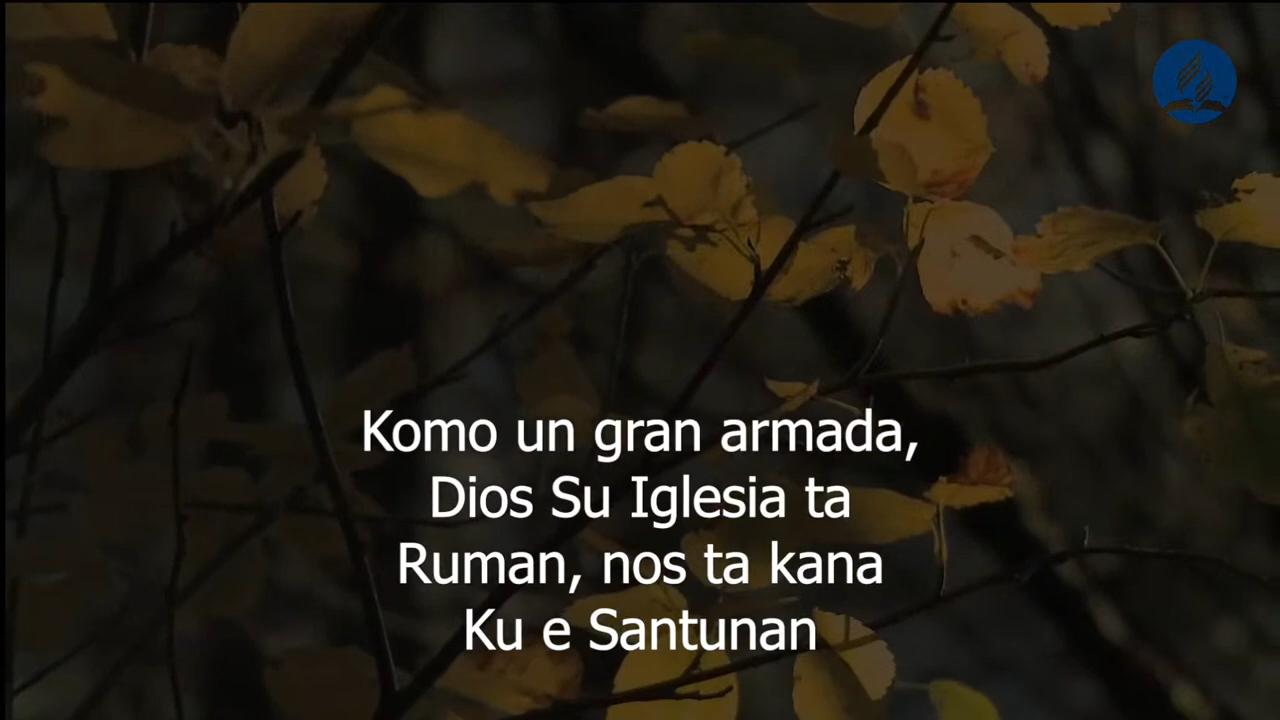 Komo un gran armada,
Dios Su Iglesia ta
Ruman, nos ta kana
Ku e Santunan